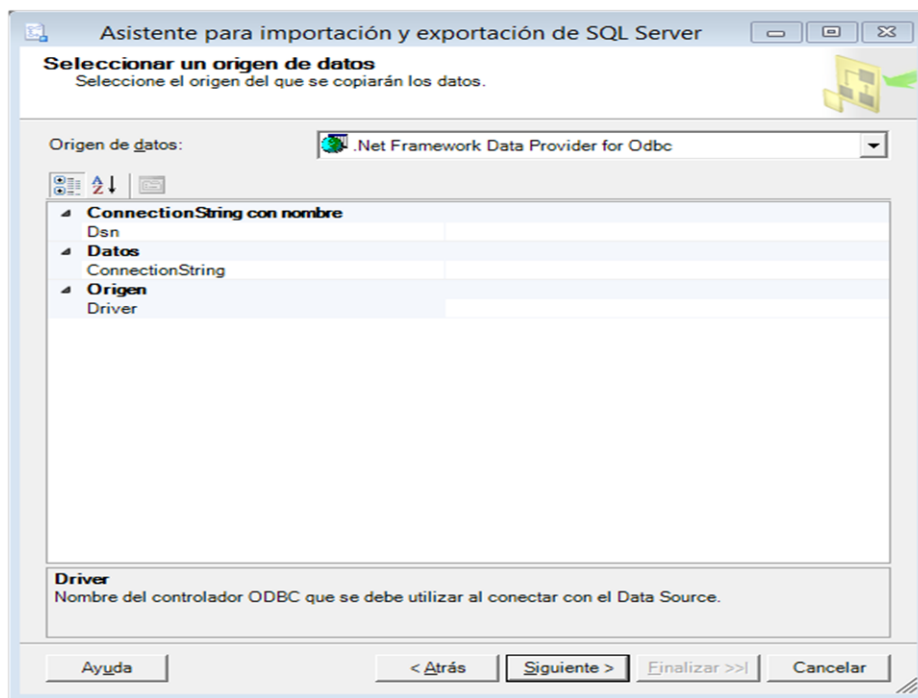 Asistente para importación y exportación de SQL Server
Seleccionar un origen de datos
Seleccione el origen del que se copiarán los datos.
Origen de datos:
.Net Framework Data Provider for Odbc
ConnectionString con nombre
Dsn
Datos
ConnectionString
Origen
Driver
Driver
Nombre del controlador ODBC que se debe utilizar al conectar con el Data Source.
Ayuda
< Atrás
Siguiente >
Finalizar >>|
Cancelar